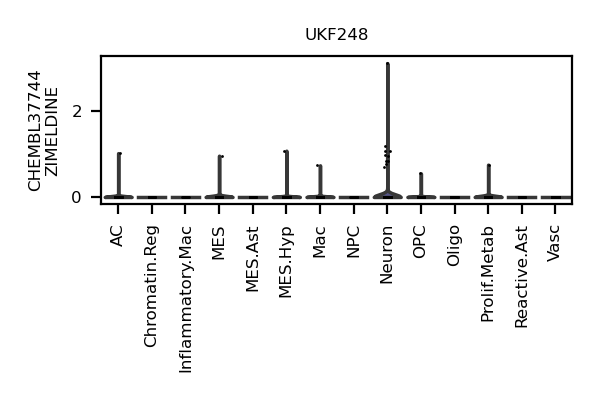 UKF248
CHEMBL37744
ZIMELDINE
2
0
AC
Chromatin.Reg
Inflammatory.Mac
MES
MES.Ast
MES.Hyp
Mac
NPC
Neuron
OPC
Oligo
Prolif.Metab
Reactive.Ast
Vasc